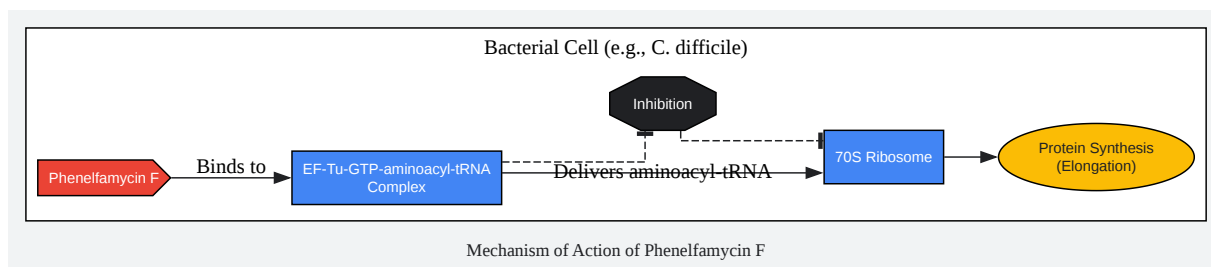 Bacterial Cell (e.g., C. difficile)
Inhibition
Phenelfamycin F
Binds to
EF-Tu-GTP-aminoacyl-tRNA
Complex
Delivers aminoacyl-tRNA
70S Ribosome
Protein Synthesis
(Elongation)
Mechanism of Action of Phenelfamycin F